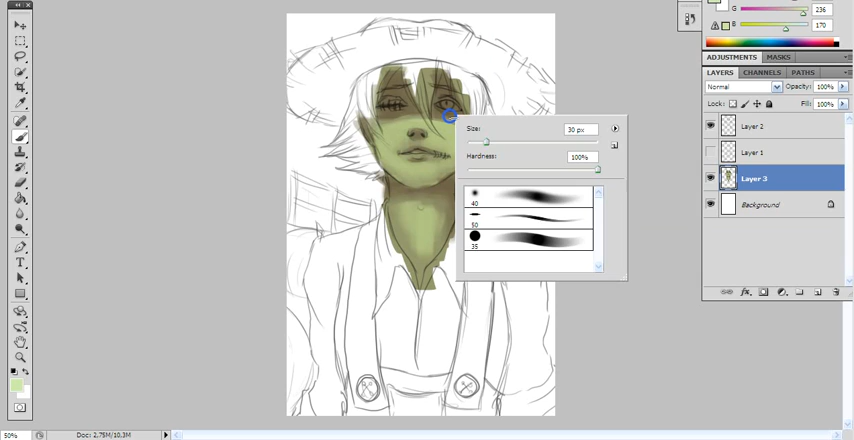 G 236
B 170
ADJUSTMENTS MASKS
LAYERS CHANNELS PATHS
Normal Opacity: 100%
Lock: Fill: 100%
Layer 2
Layer 1
Layer 3
Background
fx
Size: 30 px
Hardness: 100%
40
50
35
T
50% Doc: 2,75M/10,3M